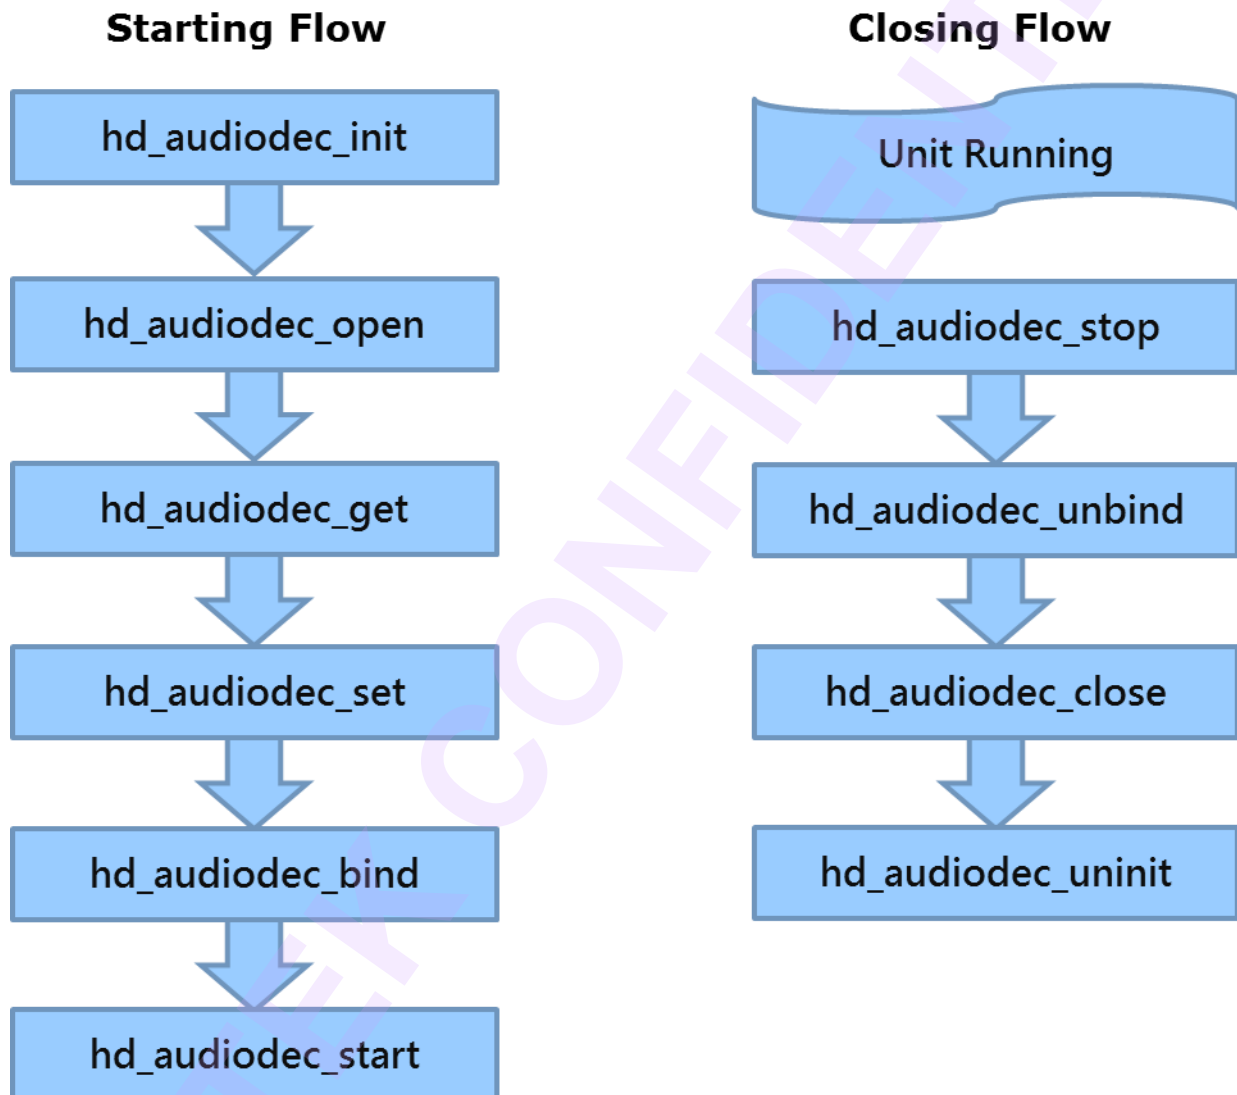 Starting Flow
hd_audiodec_init
hd_audiodec_open
hd_audiodec_get
hd_audiodec_set
hd_audiodec_bind
hd_audiodec_start
Closing Flow
Unit Running
hd_audiodec_stop
hd_audiodec_unbind
hd_audiodec_close
hd_audiodec_uninit